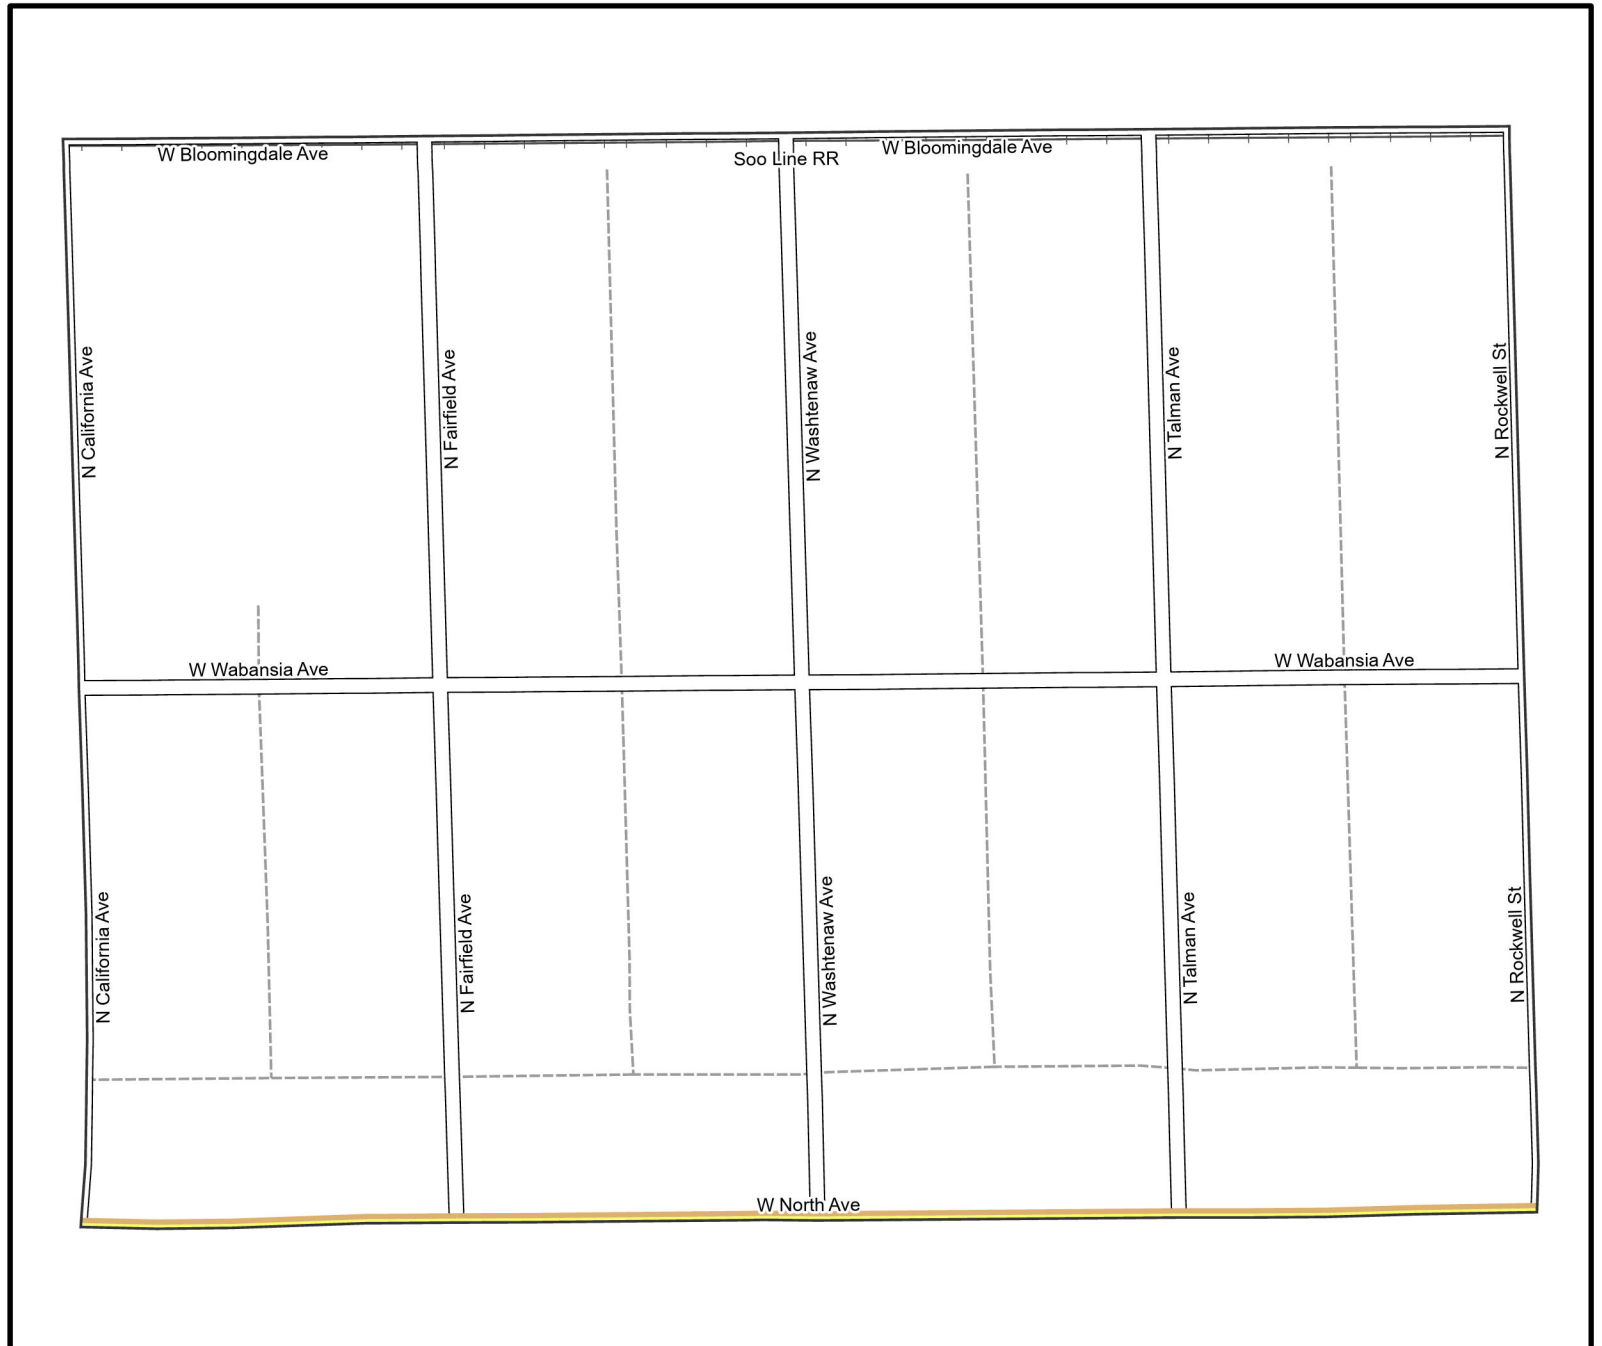 W Bloomingdale Ave
Soo Line RR
W Bloomingdale Ave
N California Ave
N Fairfield Ave
N Washtenaw Ave
N Talman Ave
N Rockwell St
W Wabansia Ave
W Wabansia Ave
N California Ave
N Fairfield Ave
N Washtenaw Ave
N Talman Ave
N Rockwell St
W North Ave